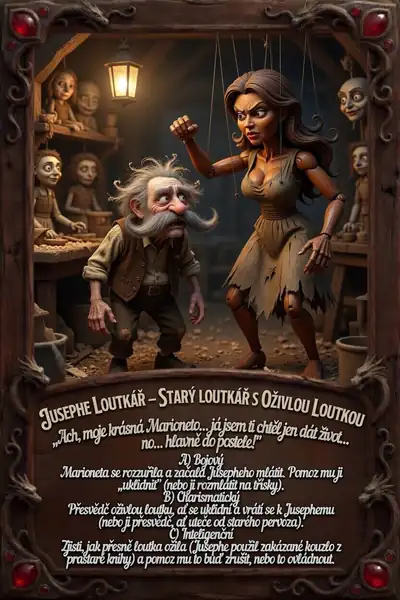 Jusephe Loutkář – Starý loutkář s Oživlou Loutkou
„Ach, moje krásná Marioneto... já jsem ti chtěl jen dát život...
no... hlavně do postele!"
A) Bojový
Marioneta se rozzuřila a začala Josepheho mlátit. Pomoz mu ji
„uklidnit" (nebo ji rozmlátit na třísky).
B) Charismatický
Přesvědč oživlou loutku, ať se uklidní a vrátí se k Jusephemu
(nebo ji přesvědč, ať uteče od starého pervoza).
C) Inteligenční
Zjisti, jak přesně loutka ožila (Jusephe použil zakázané kouzlo z
prastaré knihy) a pomoz mu to buď zrušit, nebo to ovládnout.